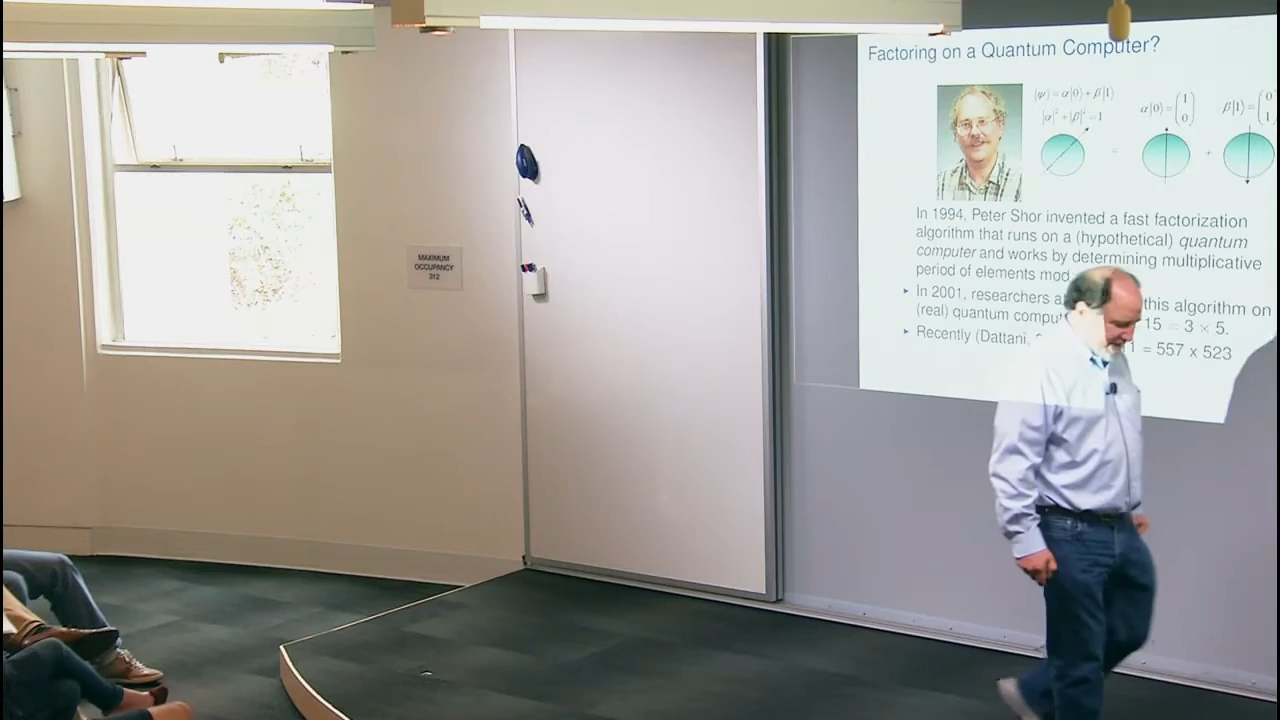 Factoring on a Quantum Computer?
|ψ⟩ = α|0⟩ + β|1⟩
|α|² + |β|² = 1
α|0⟩ = (1 0)
β|1⟩ = (0 1)
= +
In 1994, Peter Shor invented a fast factorization
algorithm that runs on a (hypothetical) quantum
computer and works by determining multiplicative
period of elements mod
▸ In 2001, researchers this algorithm on
(real) quantum 15 = 3 × 5.
▸ Recently (Dattani, = 557 x 523
MAXIMUM
OCCUPANCY
312